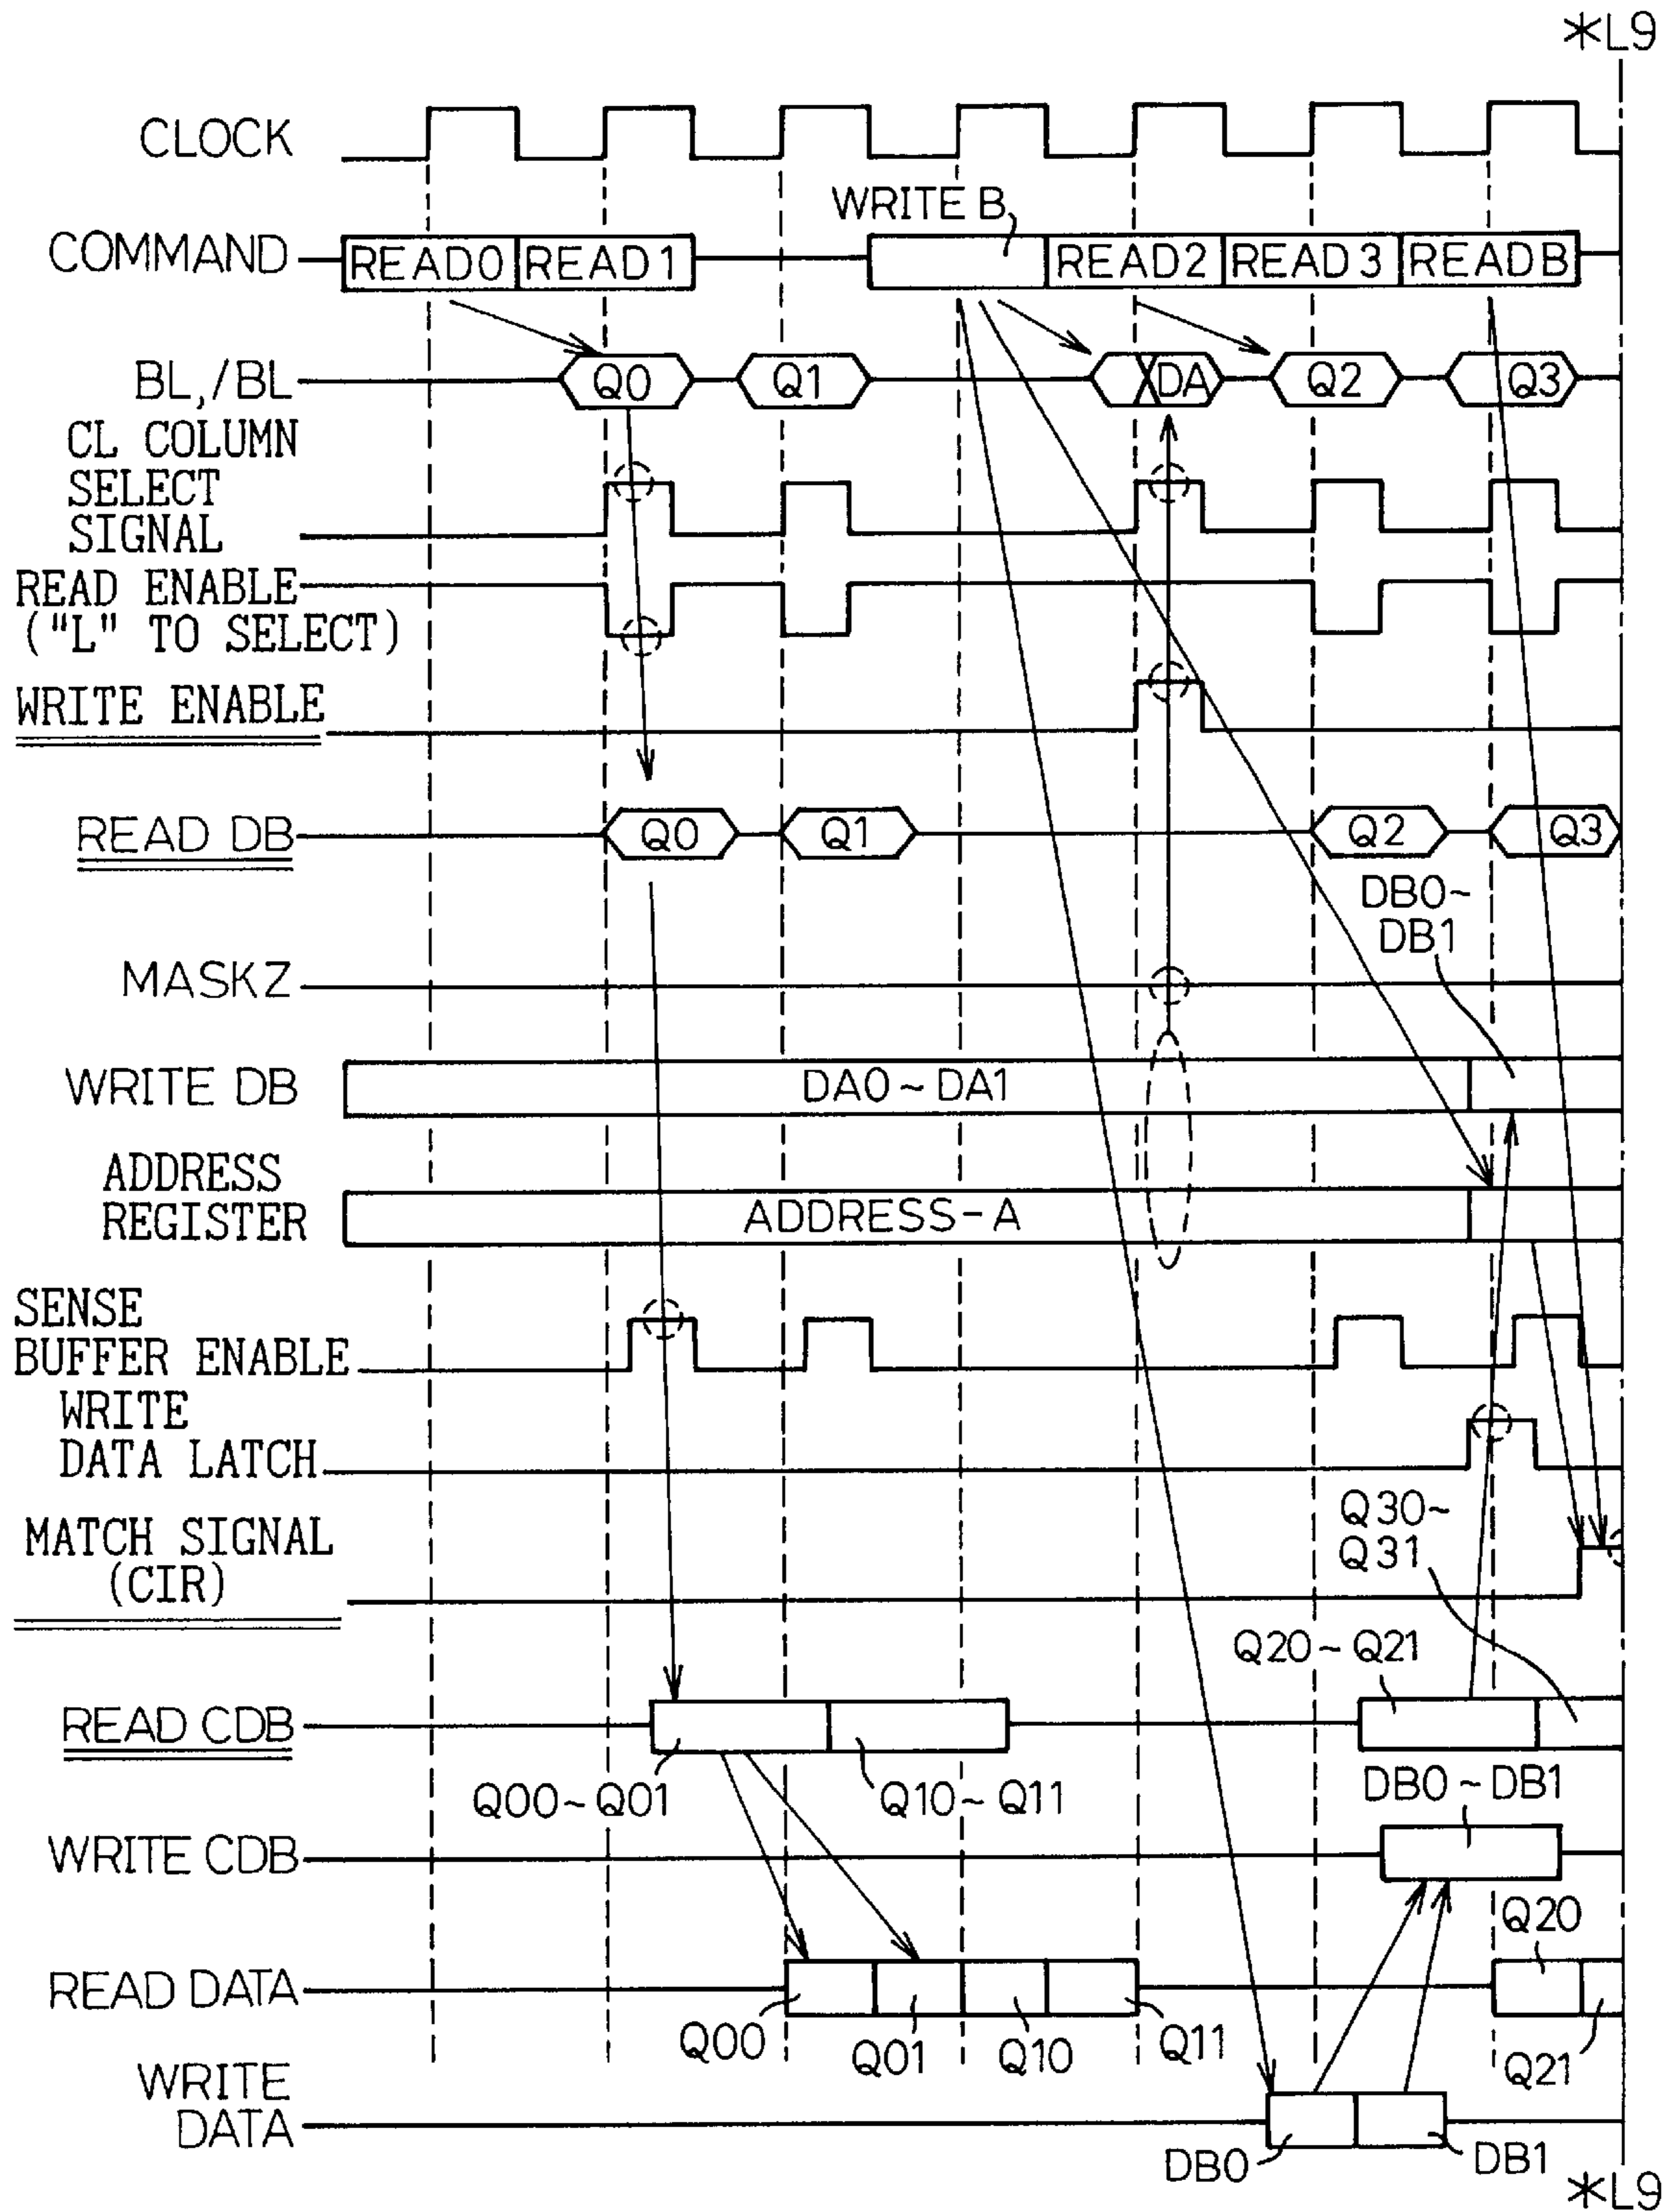 *L9
CLOCK
WRITE B
COMMAND READ0 READ1 READ2 READ3 READB
BL,/BL Q0 Q1 DA Q2 Q3
CL COLUMN
SELECT
SIGNAL
READ ENABLE
("L" TO SELECT)
WRITE ENABLE
READ DB Q0 Q1 Q2 Q3
DB0~
DB1
MASKZ
WRITE DB DA0~DA1
ADDRESS
REGISTER ADDRESS-A
SENSE
BUFFER ENABLE
WRITE
DATA LATCH
Q30~
Q31
MATCH SIGNAL
(CIR)
Q20~Q21
READ CDB
Q00~Q01 Q10~Q11 DB0~DB1
WRITE CDB
Q20
READ DATA
Q00 Q01 Q10 Q11 Q21
WRITE
DATA
DB0 DB1
*L9